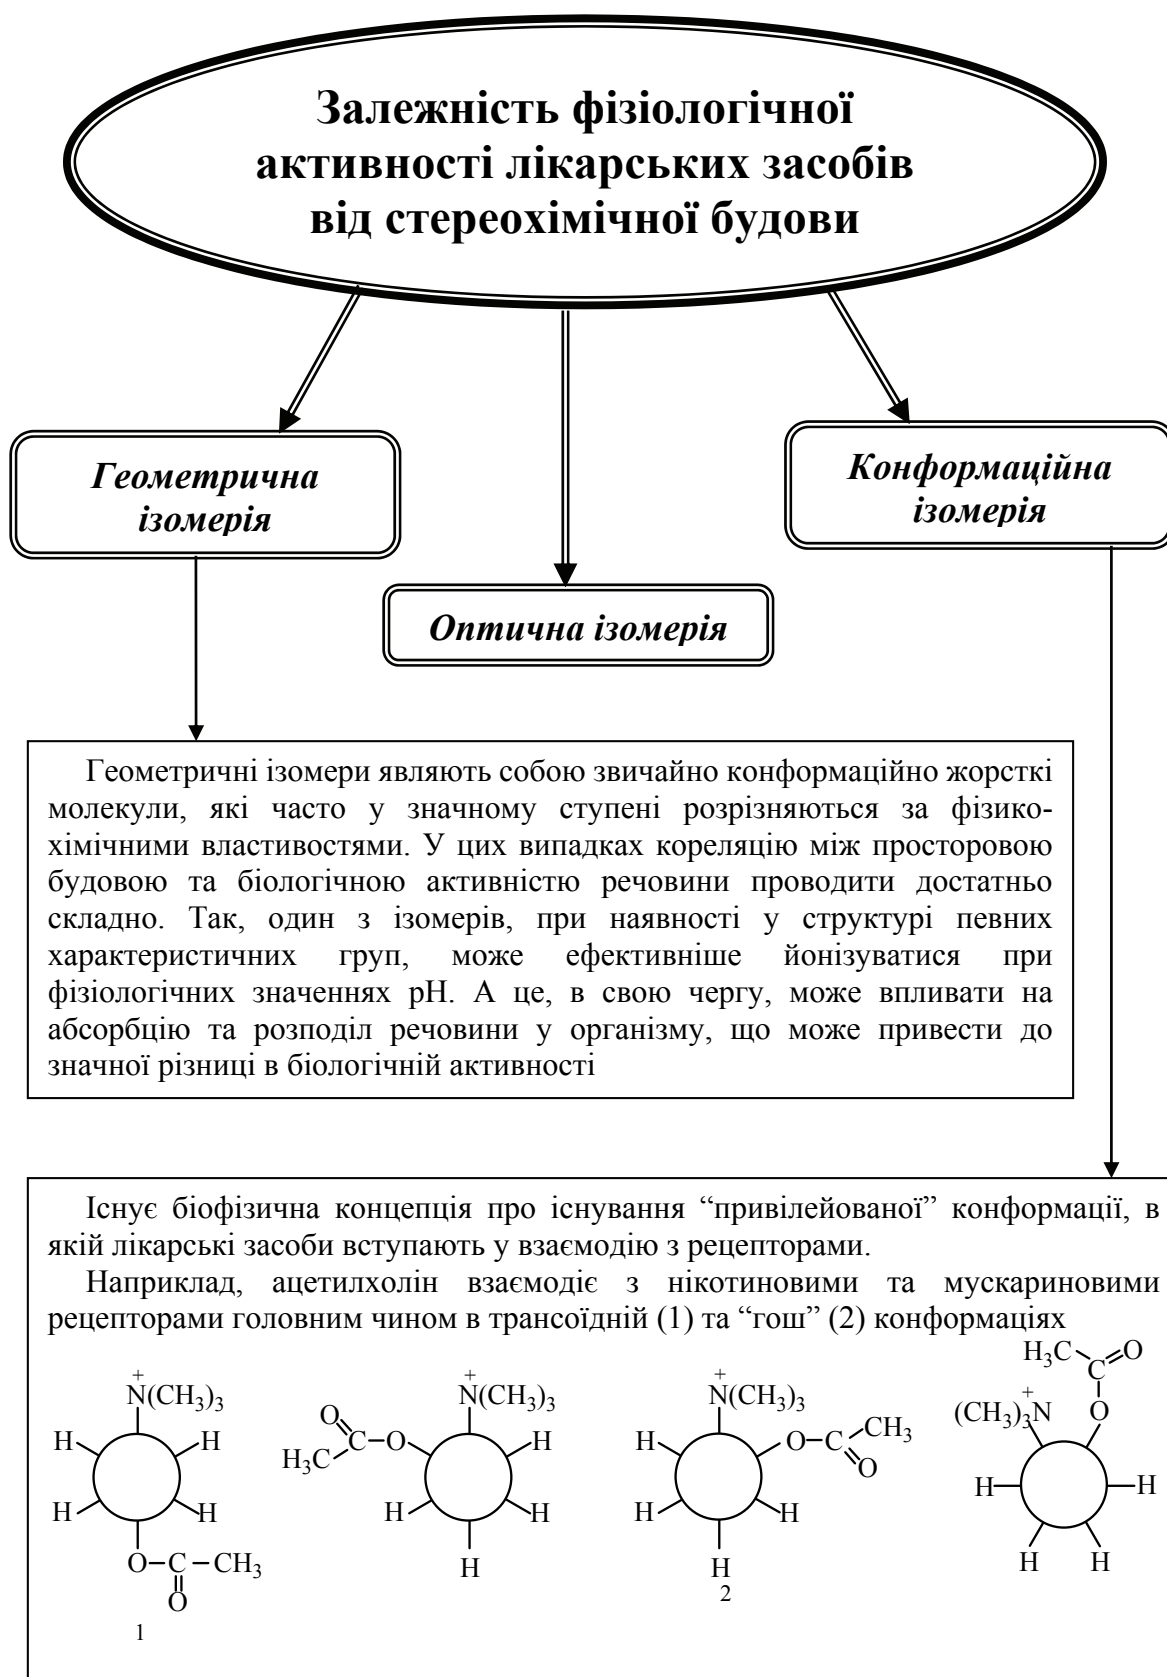 Залежність фізіологічної
активності лікарських засобів
від стереохімічної будови
Геометрична
ізомерія
Конформаційна
ізомерія
Оптична ізомерія
Геометричні ізомери являють собою звичайно конформаційно жорсткі
молекули, які часто у значному ступені розрізняються за фізико-
хімічними властивостями. У цих випадках кореляцію між просторовою
будовою та біологічною активністю речовини проводити достатньо
складно. Так, один з ізомерів, при наявності у структурі певних
характеристичних груп, може ефективніше йонізуватися при
фізіологічних значеннях рН. А це, в свою чергу, може впливати на
абсорбцію та розподіл речовини у організму, що може привести до
значної різниці в біологічній активності
Існує біофізична концепція про існування “привілейованої” конформації, в
якій лікарські засоби вступають у взаємодію з рецепторами.
Наприклад, ацетилхолін взаємодіє з нікотиновими та мускариновими
рецепторами головним чином в трансоїдній (1) та “гош” (2) конформаціях
+
N(CH₃)₃
H
H
H
H
O–C–CH₃
O
1
+
N(CH₃)₃
O
H₃C
C–O
H
H
H
H
+
N(CH₃)₃
H
O–C
CH₃
O
H
H
H
2
H₃C
C
O
O
+
(CH₃)₃N
H
H
H
H